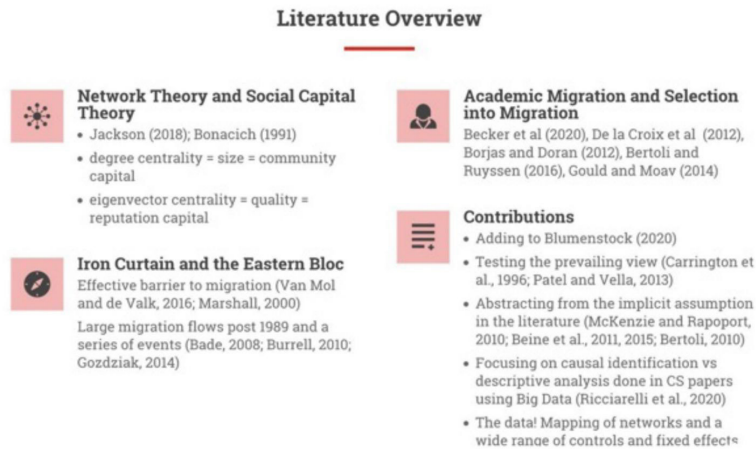 Literature Overview
Network Theory and Social Capital
Theory
• Jackson (2018); Bonacich (1991)
• degree centrality = size = community
capital
• eigenvector centrality = quality =
reputation capital
Iron Curtain and the Eastern Bloc
Effective barrier to migration (Van Mol
and de Valk, 2016; Marshall, 2000)
Large migration flows post 1989 and a
series of events (Bade, 2008; Burrell, 2010;
Gozdziak, 2014)
Academic Migration and Selection
into Migration
Becker et al (2020), De la Croix et al (2012),
Borjas and Doran (2012), Bertoli and
Ruyssen (2016), Gould and Moav (2014)
Contributions
• Adding to Blumenstock (2020)
• Testing the prevailing view (Carrington et
al., 1996; Patel and Vella, 2013)
• Abstracting from the implicit assumption
in the literature (McKenzie and Rapoport,
2010; Beine et al., 2011, 2015; Bertoli, 2010)
• Focusing on causal identification vs
descriptive analysis done in CS papers
using Big Data (Ricciarelli et al., 2020)
• The data! Mapping of networks and a
wide range of controls and fixed effects